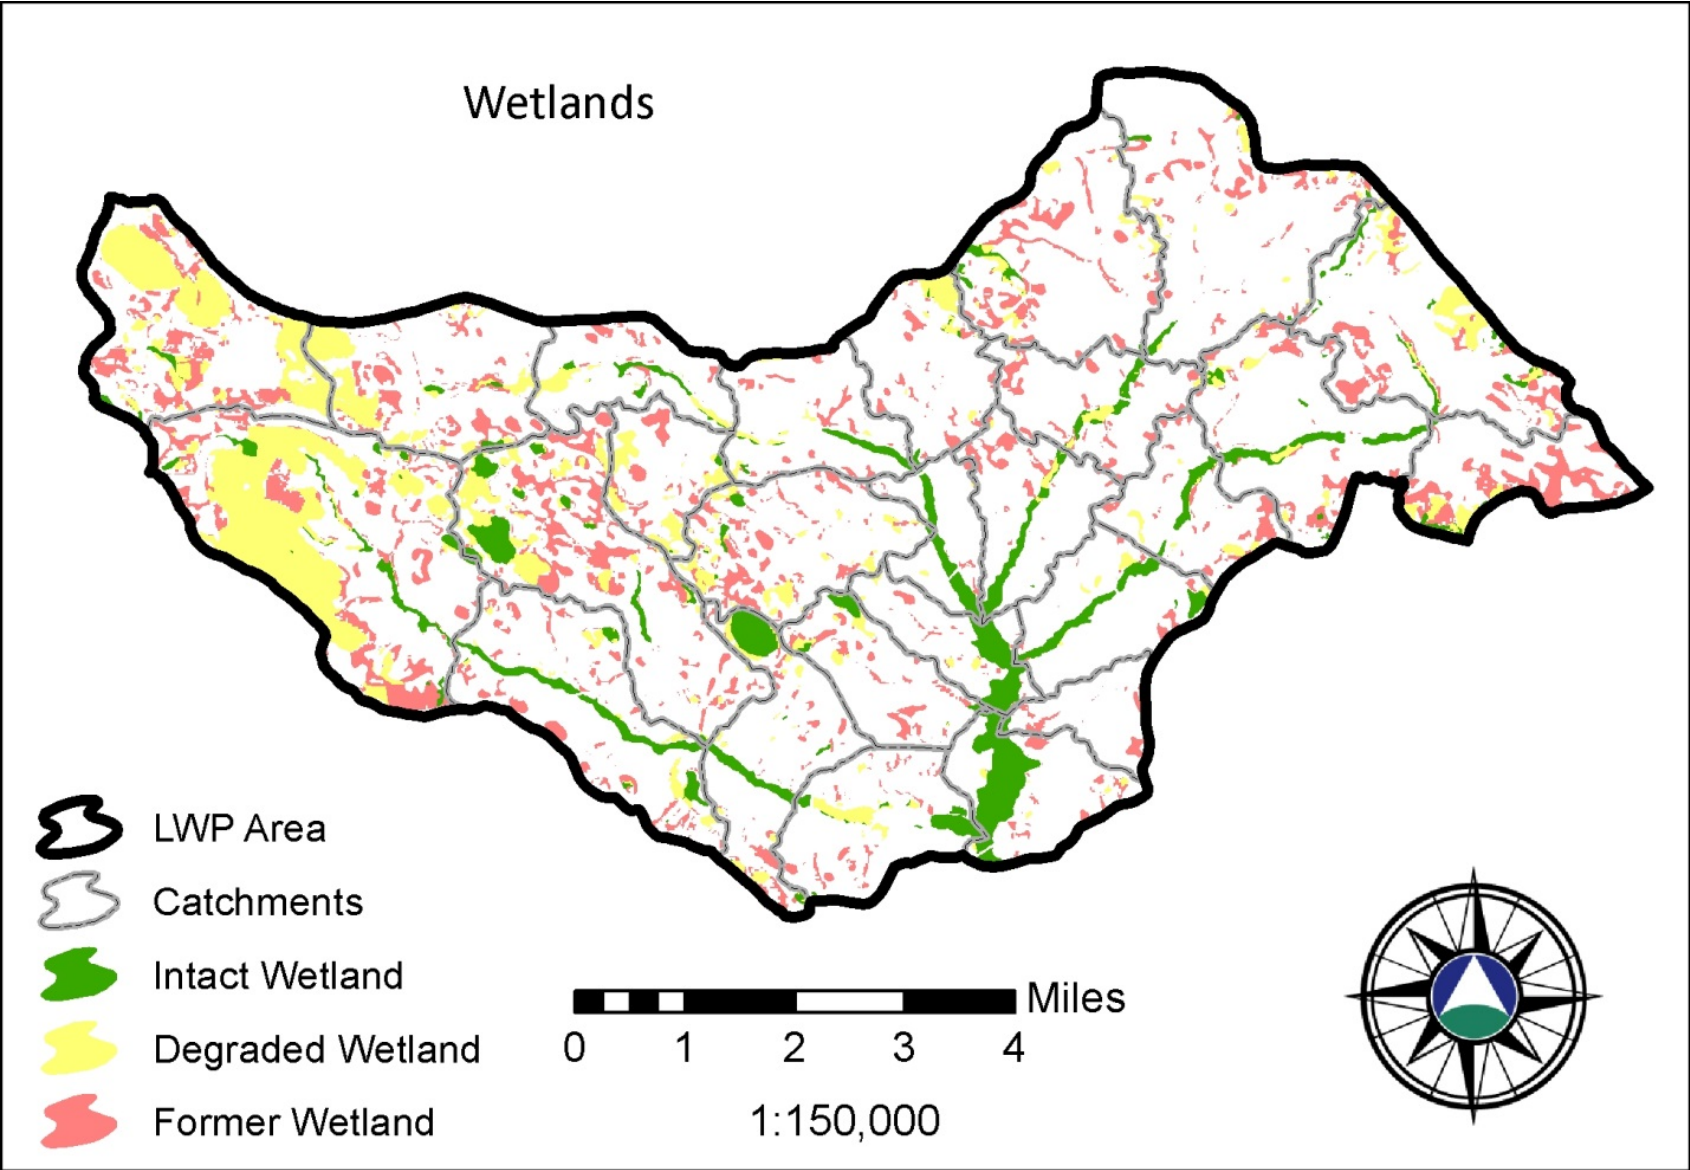 Wetlands
LWP Area
Catchments
Intact Wetland
Degraded Wetland
Former Wetland
Miles
0 1 2 3 4
1:150,000